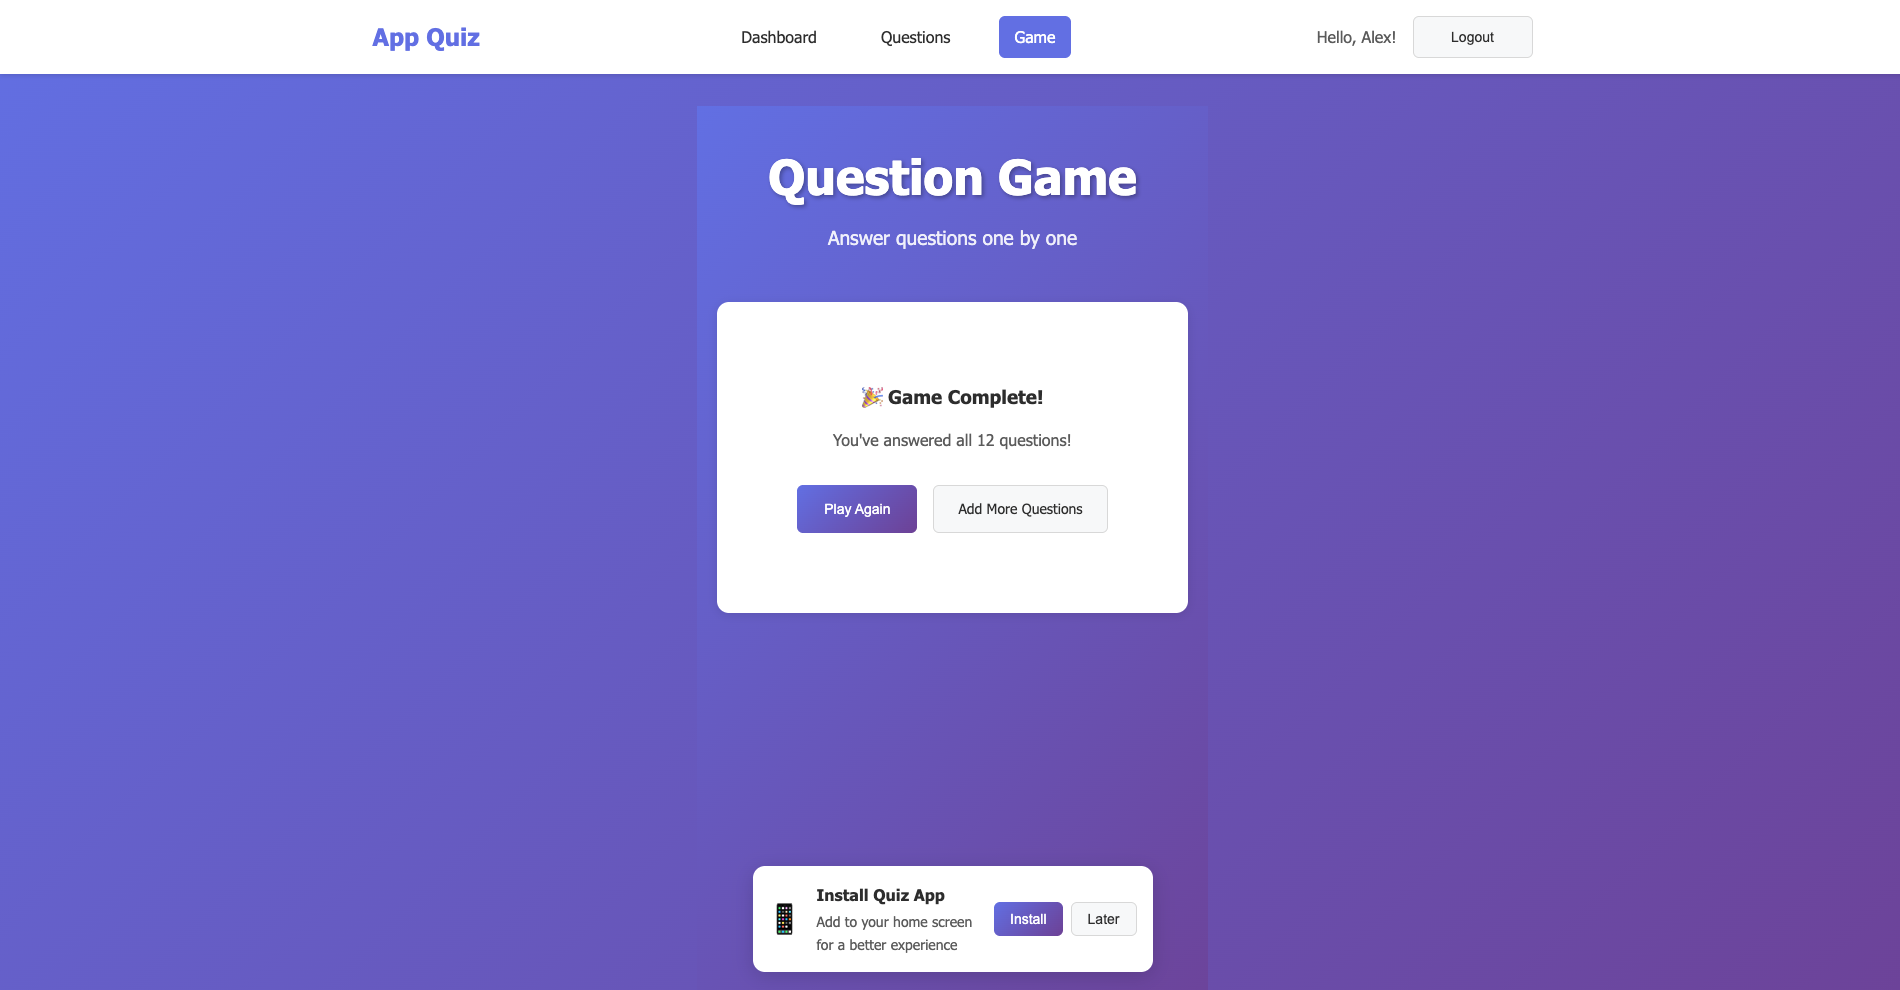 App Quiz
Dashboard
Questions
Game
Hello, Alex!
Logout
Question Game
Answer questions one by one
🎉 Game Complete!
You've answered all 12 questions!
Play Again
Add More Questions
Install Quiz App
Add to your home screen
for a better experience
Install
Later